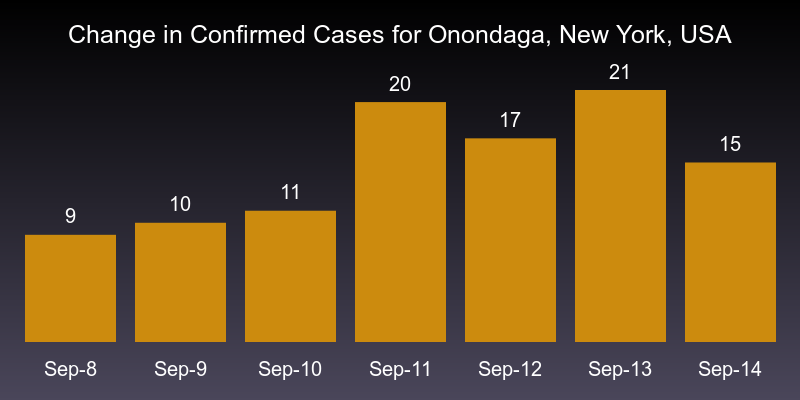 Change in Confirmed Cases for Onondaga, New York, USA
9
10
11
20
17
21
15
Sep-8
Sep-9
Sep-10
Sep-11
Sep-12
Sep-13
Sep-14